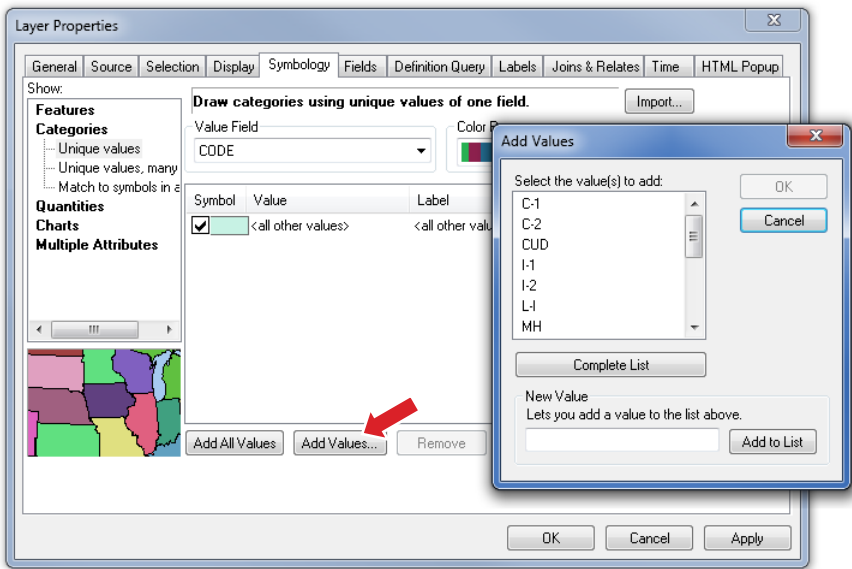 Layer Properties
General Source Selection Display Symbology Fields Definition Query Labels Joins & Relates Time HTML Popup
Show:
Features
Categories
Unique values
Unique values, many
Match to symbols in a
Quantities
Charts
Multiple Attributes
Draw categories using unique values of one field.
Import...
Value Field
CODE
Color R
Symbol Value Label
<all other values> <all other valu
Add All Values Add Values... Remove
OK Cancel Apply
Add Values
Select the value(s) to add:
C-1
C-2
CUD
I-1
I-2
L-I
MH
OK
Cancel
Complete List
New Value
Lets you add a value to the list above.
Add to List